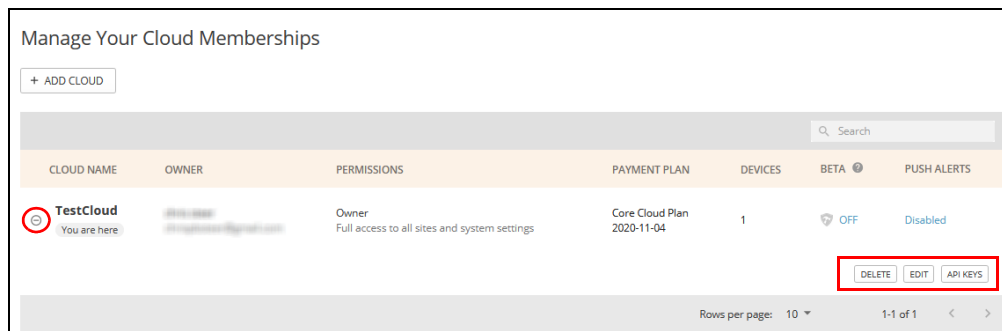 Manage Your Cloud Memberships
+ ADD CLOUD
Search
CLOUD NAME OWNER PERMISSIONS PAYMENT PLAN DEVICES BETA ? PUSH ALERTS
TestCloud Owner Core Cloud Plan 1 OFF Disabled
You are here Full access to all sites and system settings 2020-11-04
DELETE EDIT API KEYS
Rows per page: 10 1-1 of 1